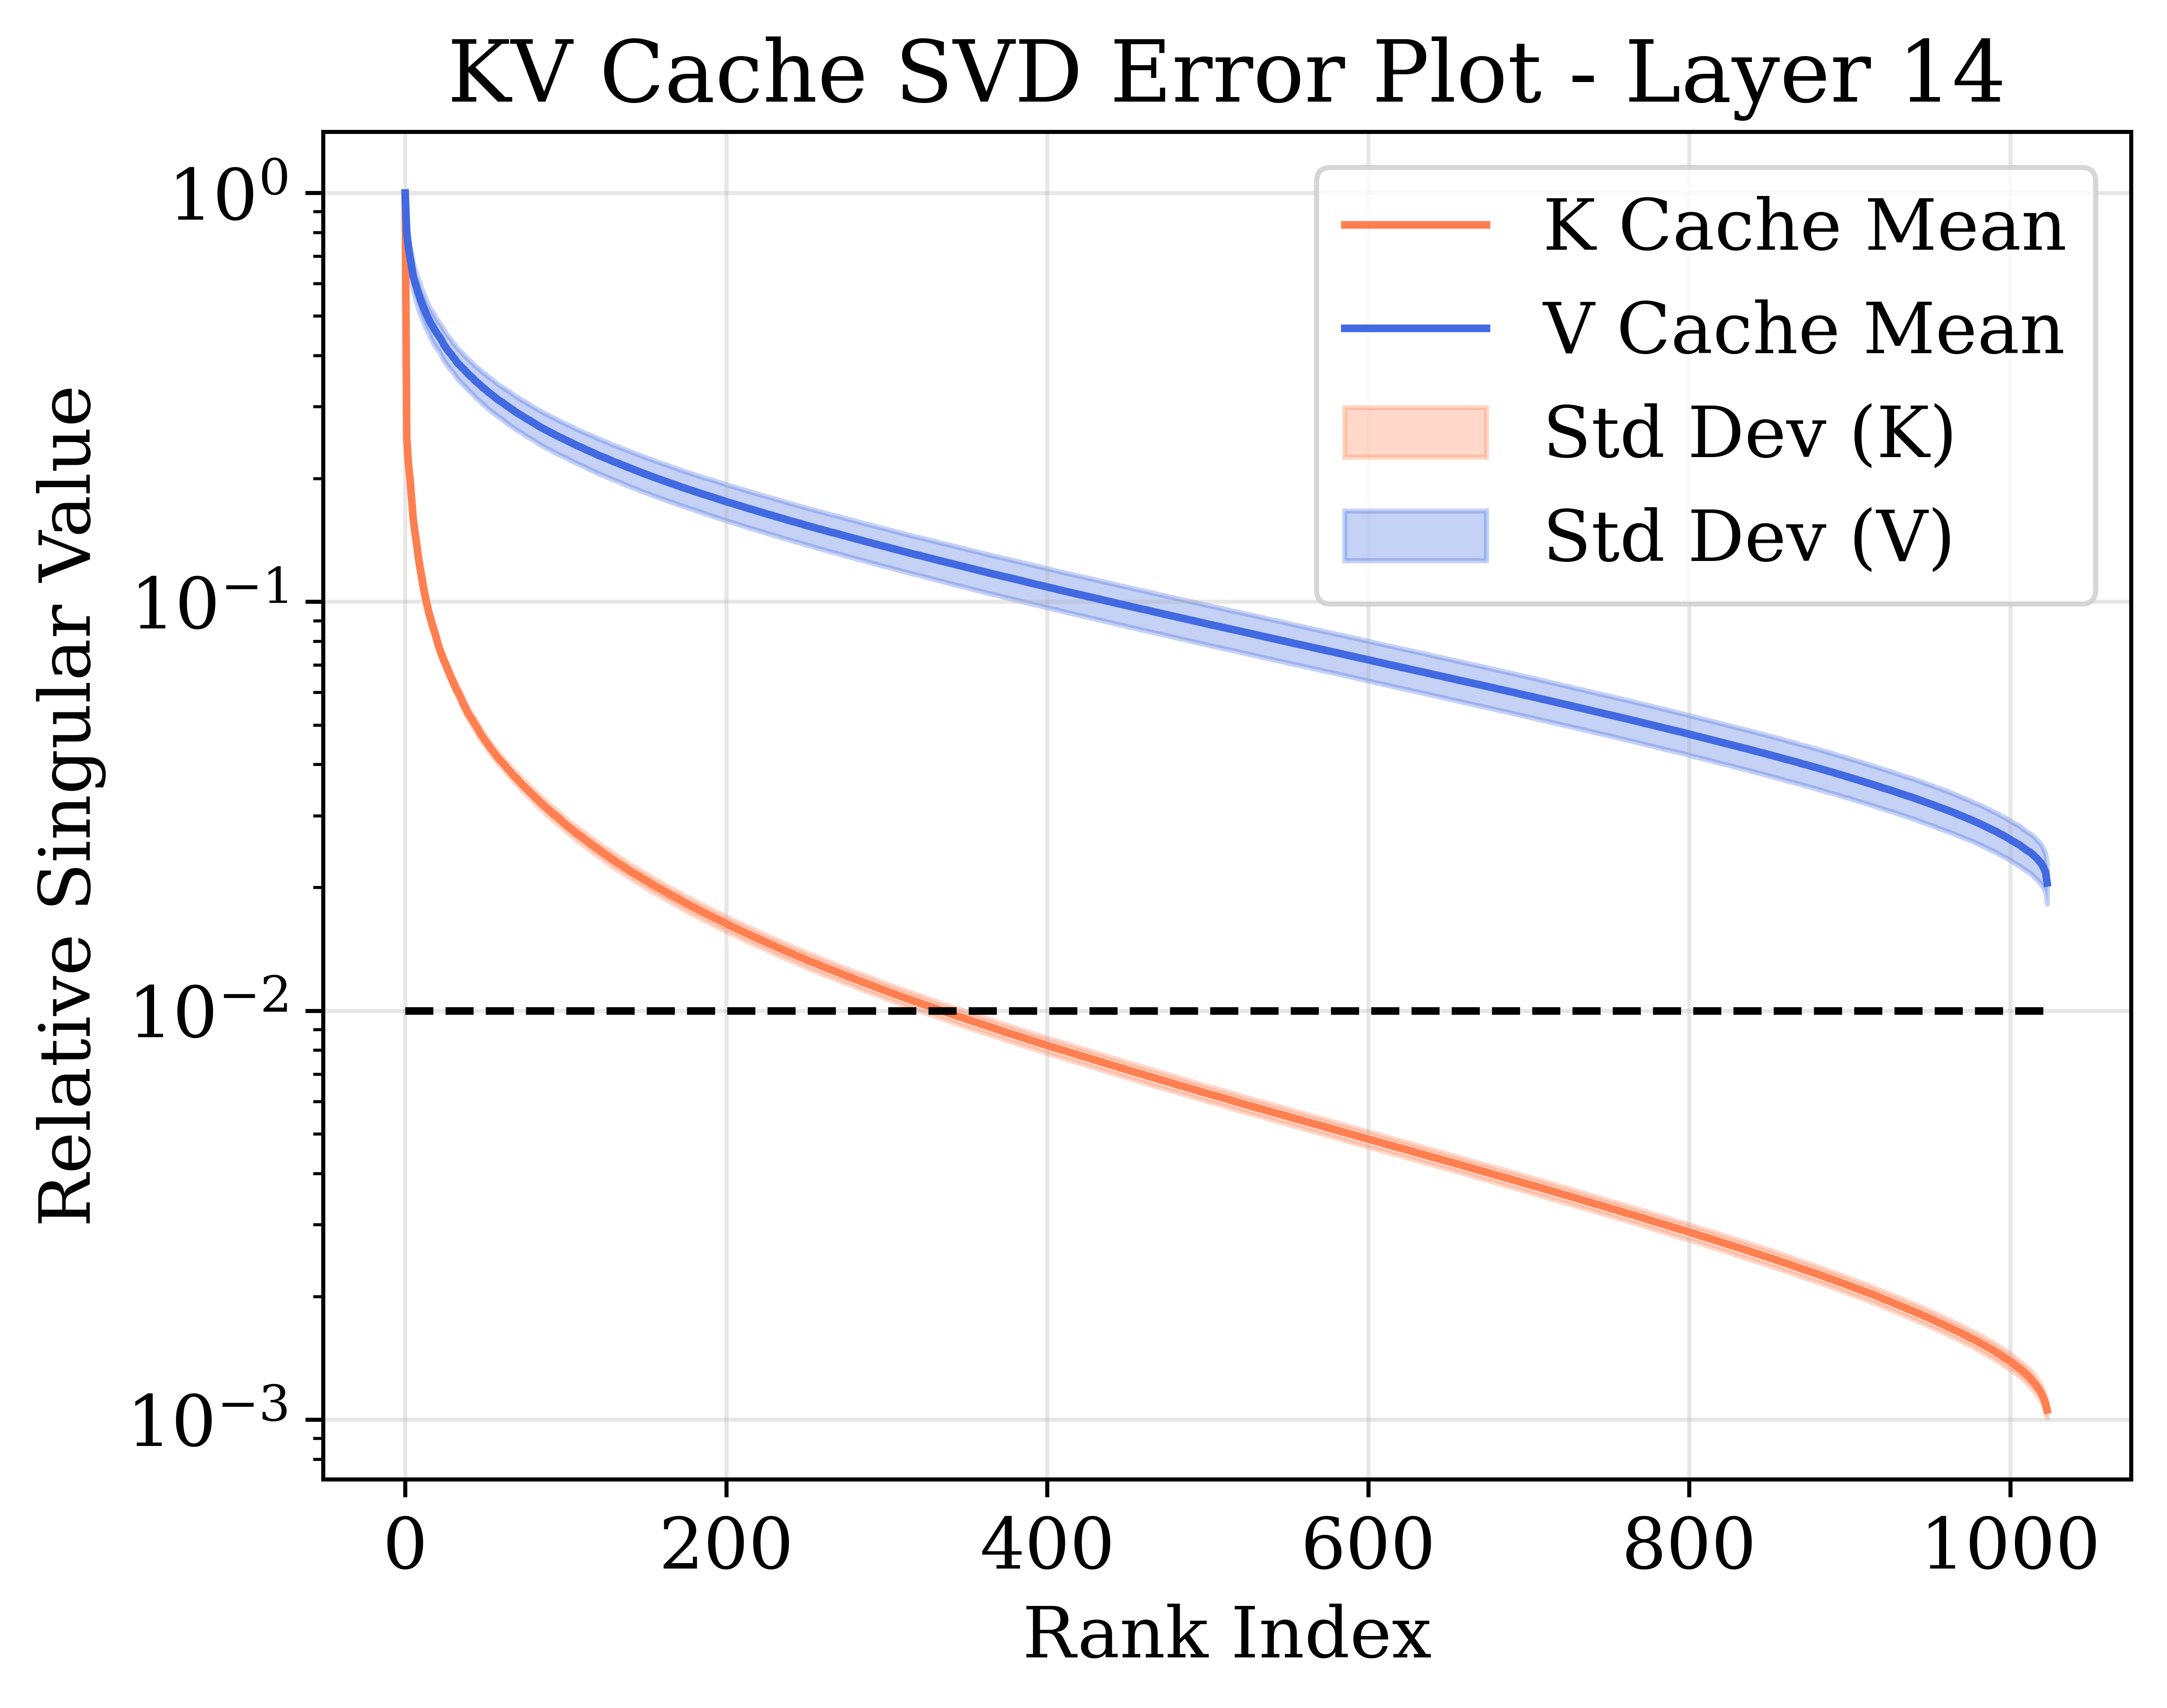 KV Cache SVD Error Plot - Layer 14
Relative Singular Value
10⁰
10⁻¹
10⁻²
10⁻³
K Cache Mean
V Cache Mean
Std Dev (K)
Std Dev (V)
0 200 400 600 800 1000
Rank Index